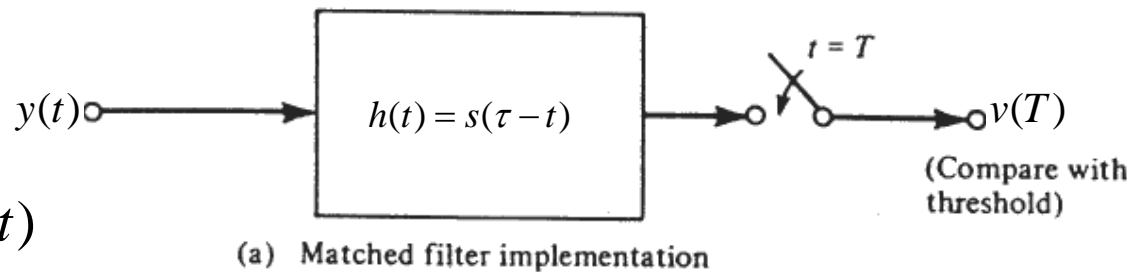 t = T
y(t) h(t) = s(τ − t) v(T)
(Compare with
threshold)
t)
(a) Matched filter implementation